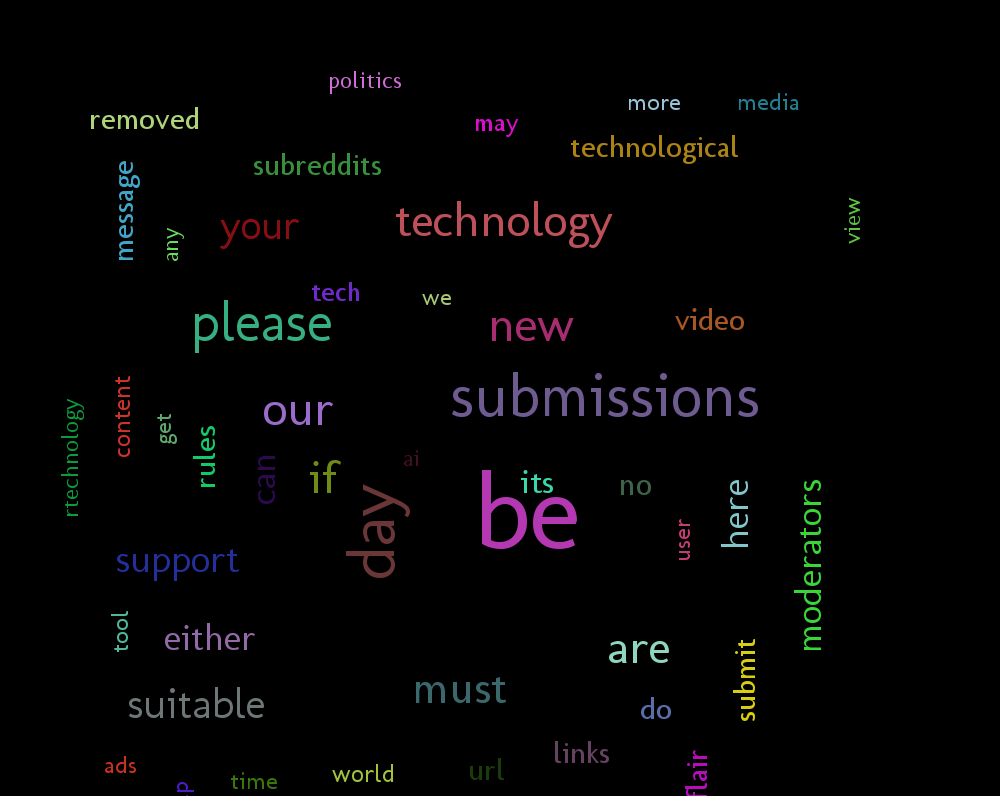 politics
more
media
removed
may
technological
subreddits
message
any
your
technology
view
tech
we
please
new
video
submissions
content
get
rtechnology
rules
our
can
if
ai
day
its
be
no
user
here
moderators
support
tool
either
are
submit
suitable
must
do
links
ads
p
time
world
url
flair